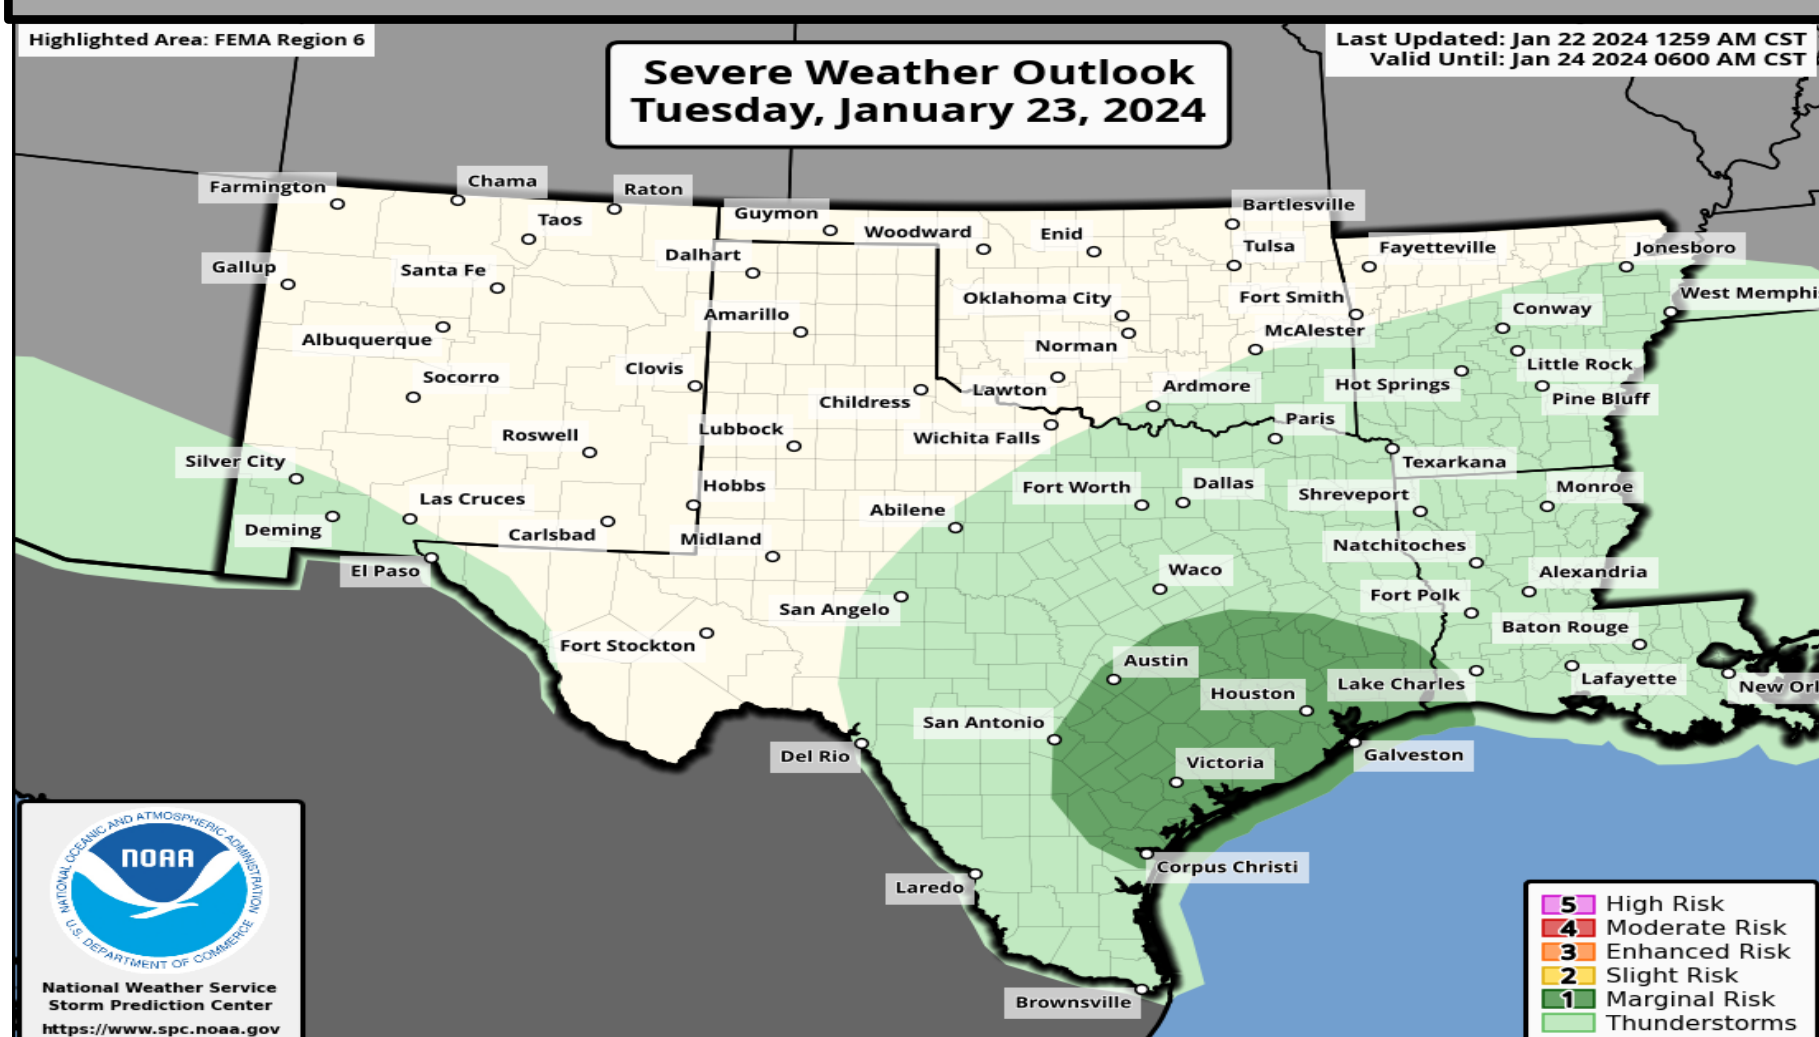 Highlighted Area: FEMA Region 6
Last Updated: Jan 22 2024 1259 AM CST
Valid Until: Jan 24 2024 0600 AM CST
Severe Weather Outlook
Tuesday, January 23, 2024
Farmington
Chama
Raton
Guymon
Bartlesville
Taos
Woodward
Enid
Tulsa
Fayetteville
Jonesboro
Gallup
Santa Fe
Dalhart
Oklahoma City
Fort Smith
Conway
West Memphi
Albuquerque
Amarillo
Norman
McAlester
Socorro
Clovis
Childress
Lawton
Ardmore
Hot Springs
Little Rock
Pine Bluff
Roswell
Lubbock
Wichita Falls
Paris
Silver City
Texarkana
Las Cruces
Hobbs
Fort Worth
Dallas
Shreveport
Monroe
Deming
Carlsbad
Midland
Abilene
Natchitoches
El Paso
Waco
Alexandria
San Angelo
Fort Polk
Fort Stockton
Baton Rouge
Austin
Houston
Lake Charles
Lafayette
New Orl
San Antonio
Del Rio
Victoria
Galveston
Laredo
Corpus Christi
Brownsville
NATIONAL OCEANIC AND ATMOSPHERIC ADMINISTRATION
NOAA
U.S. DEPARTMENT OF COMMERCE
National Weather Service
Storm Prediction Center
https://www.spc.noaa.gov
5 High Risk
4 Moderate Risk
3 Enhanced Risk
2 Slight Risk
1 Marginal Risk
Thunderstorms